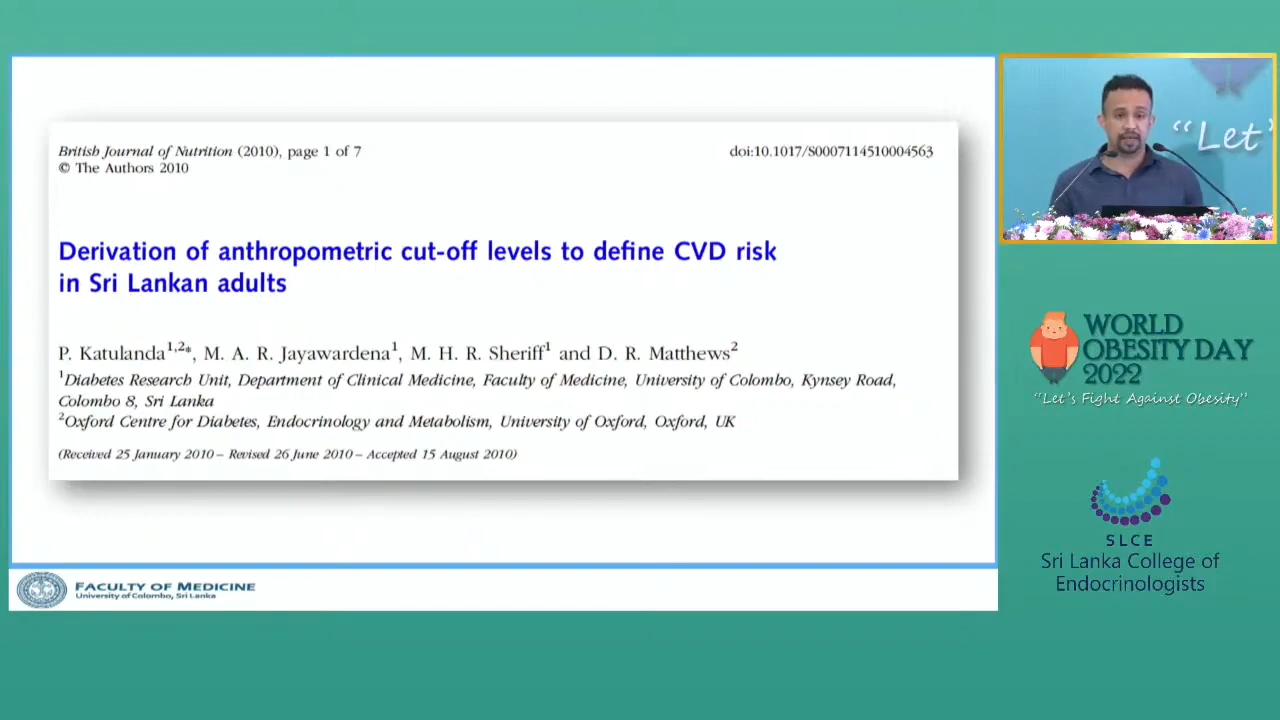 British Journal of Nutrition (2010), page 1 of 7
doi:10.1017/S0007114510004563
© The Authors 2010
Derivation of anthropometric cut-off levels to define CVD risk
in Sri Lankan adults
P. Katulanda1,2*, M. A. R. Jayawardena1, M. H. R. Sheriff1 and D. R. Matthews2
1Diabetes Research Unit, Department of Clinical Medicine, Faculty of Medicine, University of Colombo, Kynsey Road,
Colombo 8, Sri Lanka
2Oxford Centre for Diabetes, Endocrinology and Metabolism, University of Oxford, Oxford, UK
(Received 25 January 2010 – Revised 26 June 2010 – Accepted 15 August 2010)
FACULTY OF MEDICINE
University of Colombo, Sri Lanka
“Let’
WORLD
OBESITY DAY
2022
“Let’s Fight Against Obesity”
SLCE
Sri Lanka College of
Endocrinologists